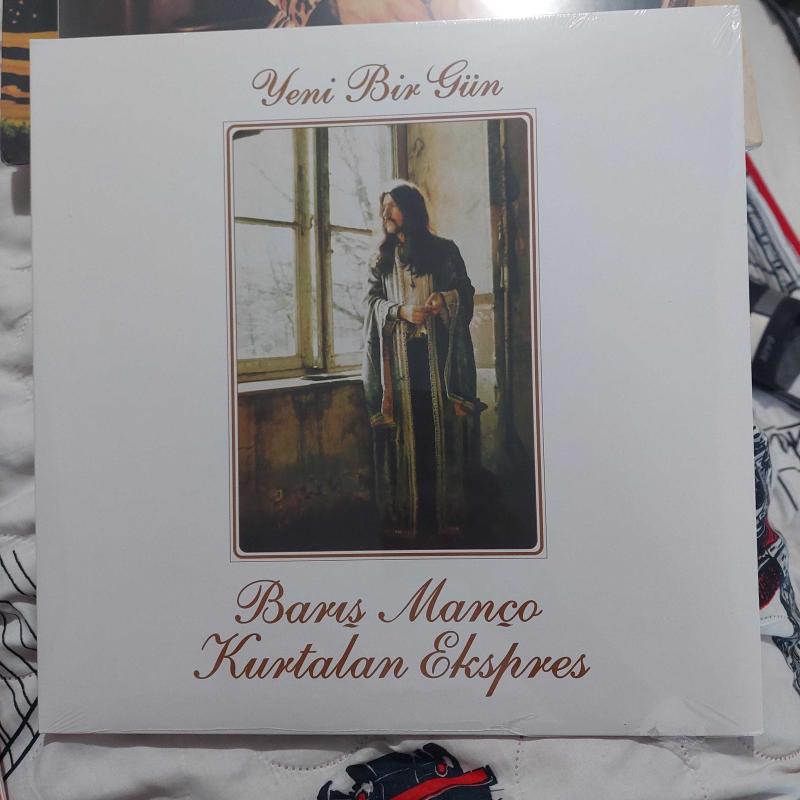 Yeni Bir Gün
Barış Manço
Kurtalan Ekspres